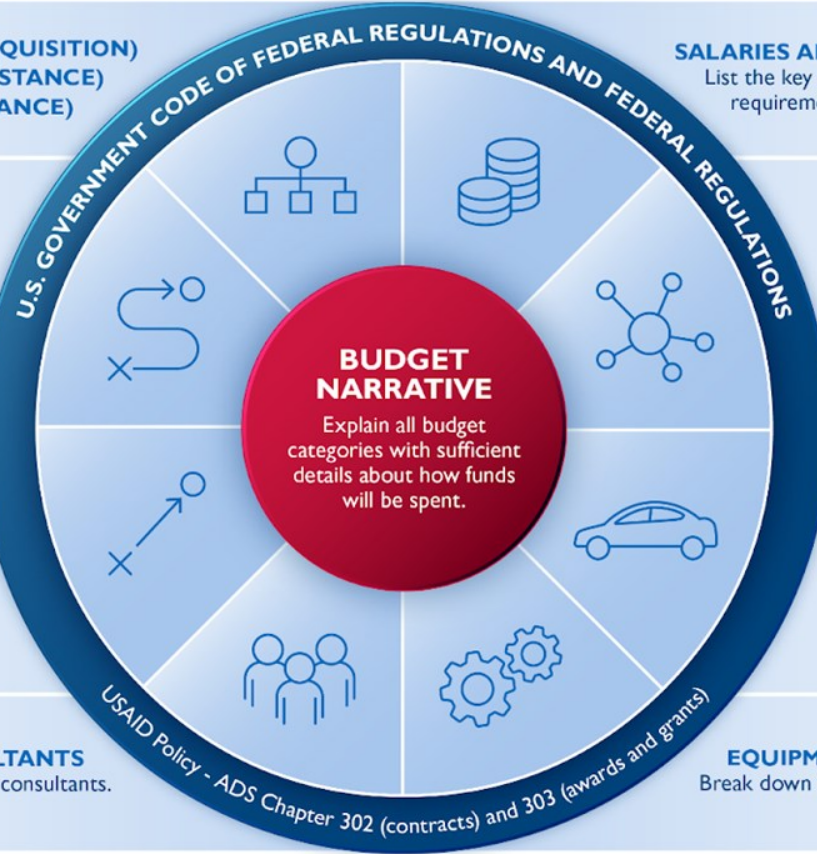 QUISITION)
STANCE)
ANCE)
U.S. GOVERNMENT CODE OF FEDERAL REGULATIONS AND FEDERAL REGULATIONS
SALARIES A
List the key
requirem
BUDGET
NARRATIVE
Explain all budget
categories with sufficient
details about how funds
will be spent.
LTANTS
consultants.
USAID Policy - ADS Chapter 302 (contracts) and 303 (awards and grants)
EQUIPM
Break down